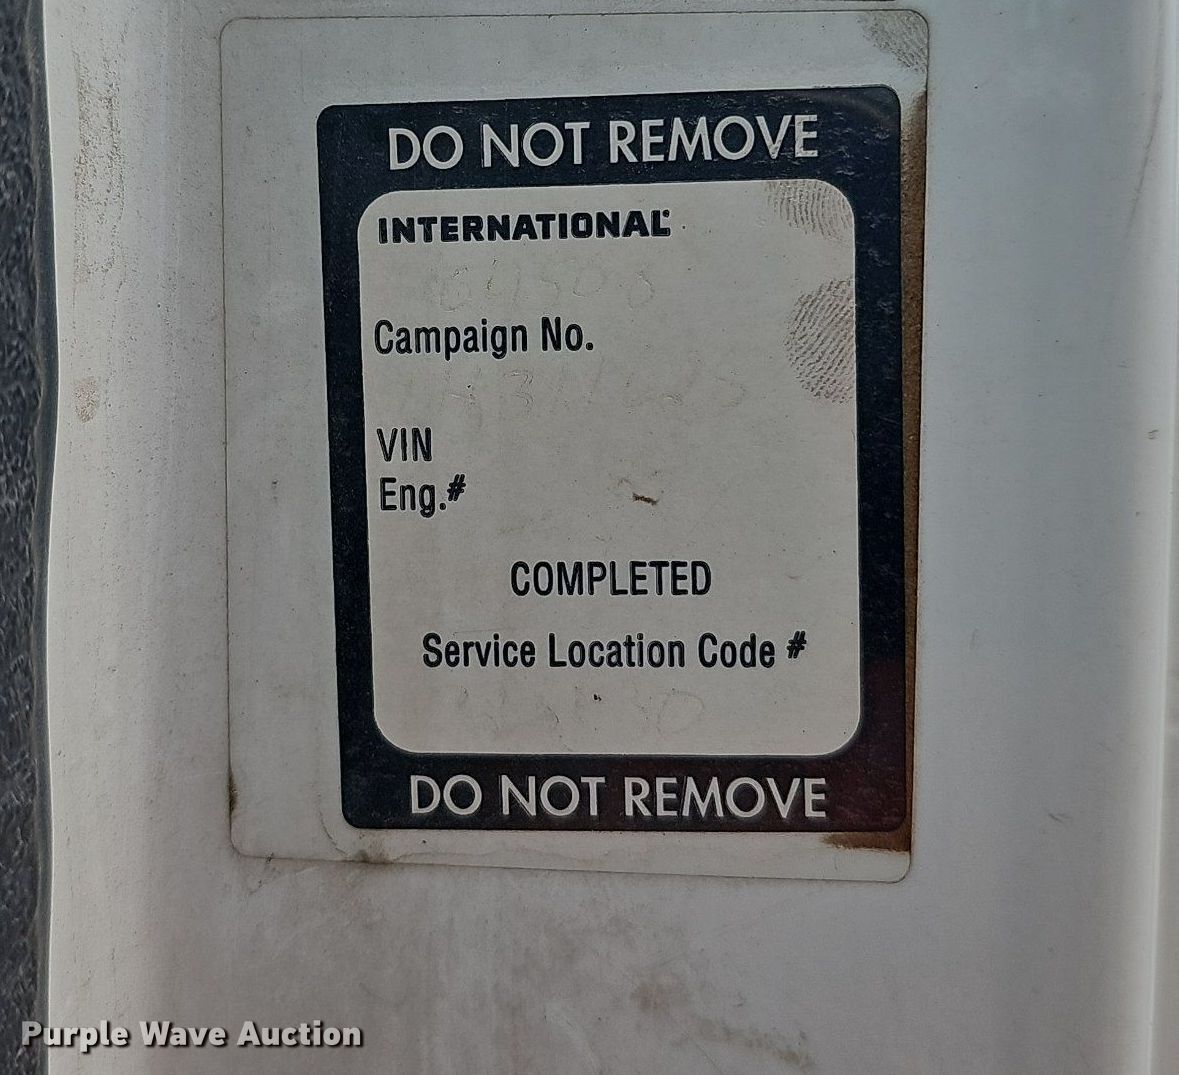 DO NOT REMOVE
INTERNATIONAL
Campaign No.
VIN
Eng.#
COMPLETED
Service Location Code #
DO NOT REMOVE
Purple Wave Auction